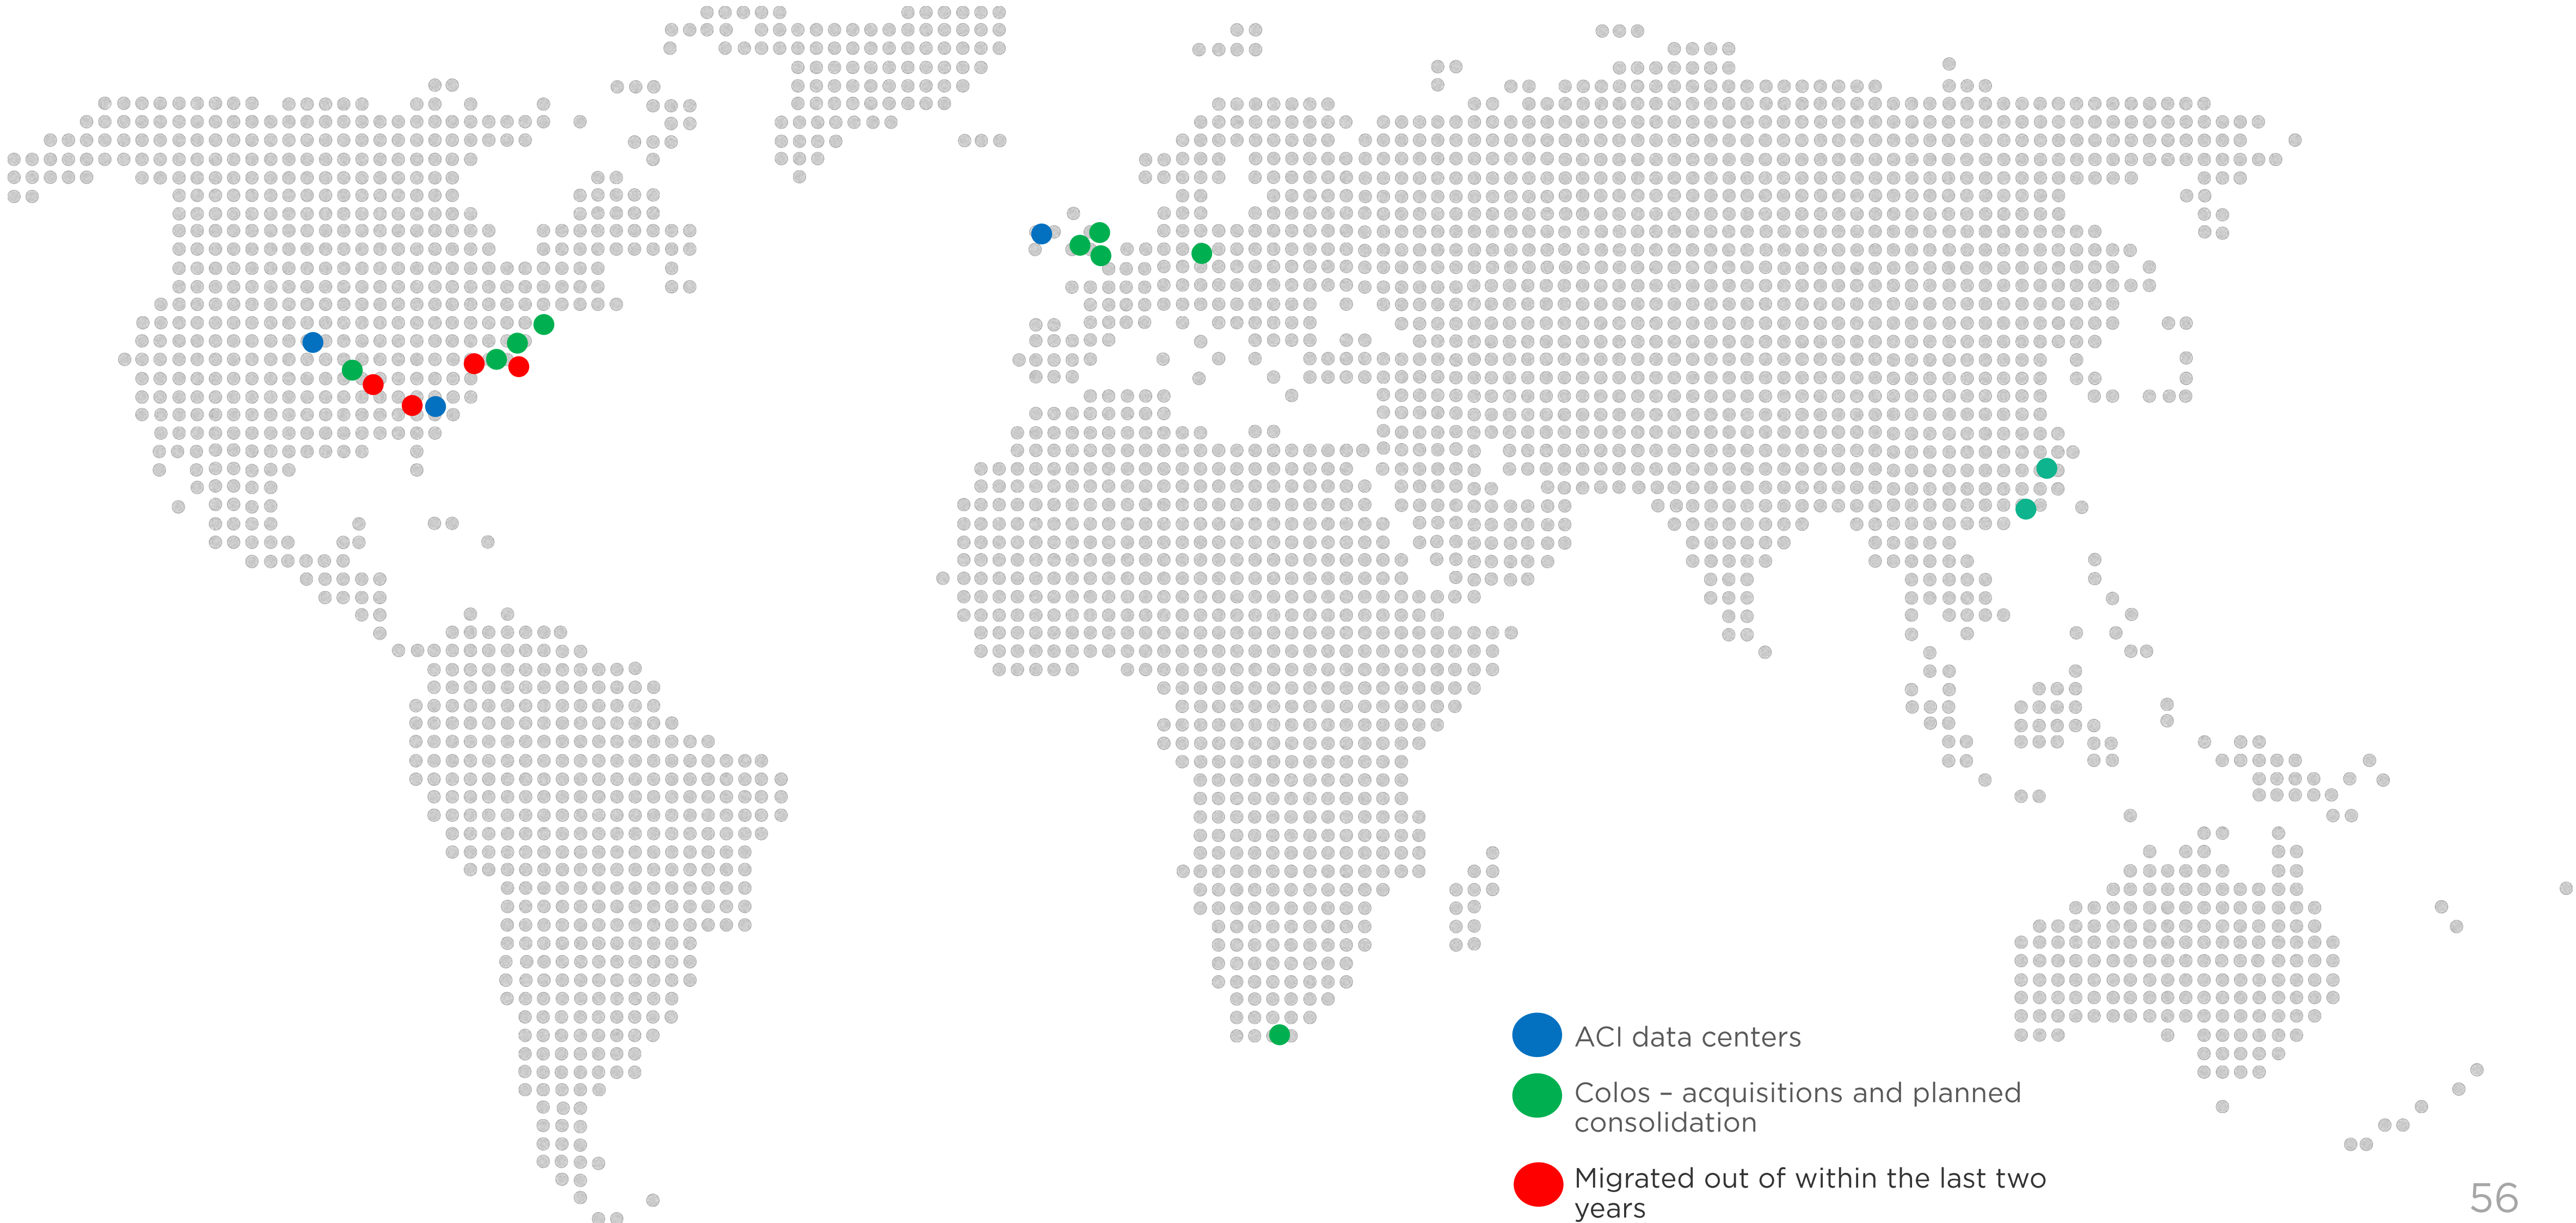 ACI data centers
Colos – acquisitions and planned
consolidation
Migrated out of within the last two
years
56